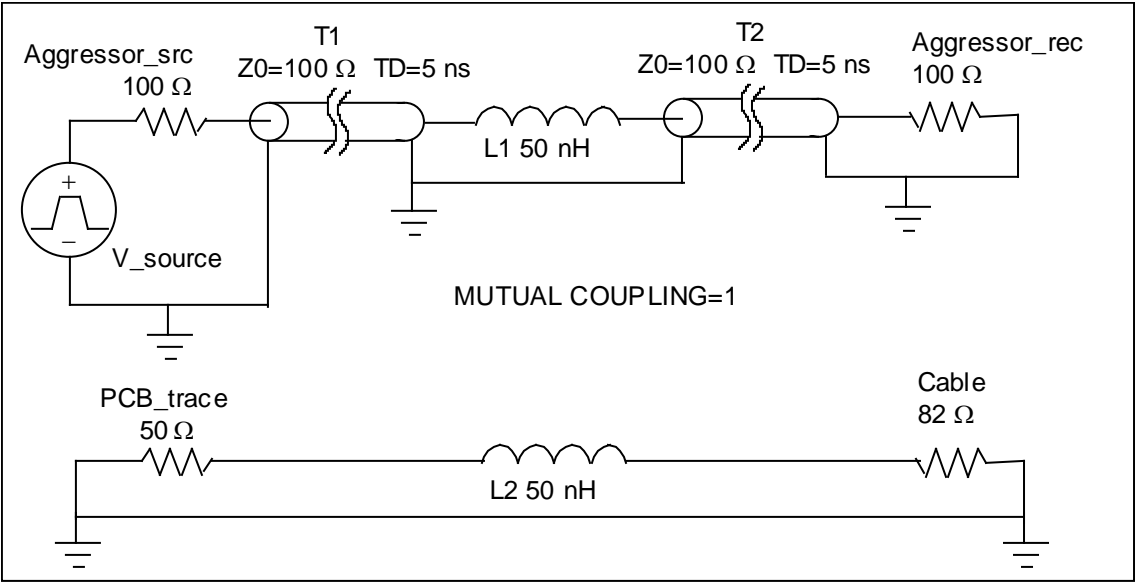 T1
T2
Aggressor_src
Aggressor_rec
Z0=100 Ω TD=5 ns
Z0=100 Ω TD=5 ns
100 Ω
100 Ω
L1 50 nH
+
−
V_source
MUTUAL COUPLING=1
PCB_trace
50 Ω
Cable
82 Ω
L2 50 nH